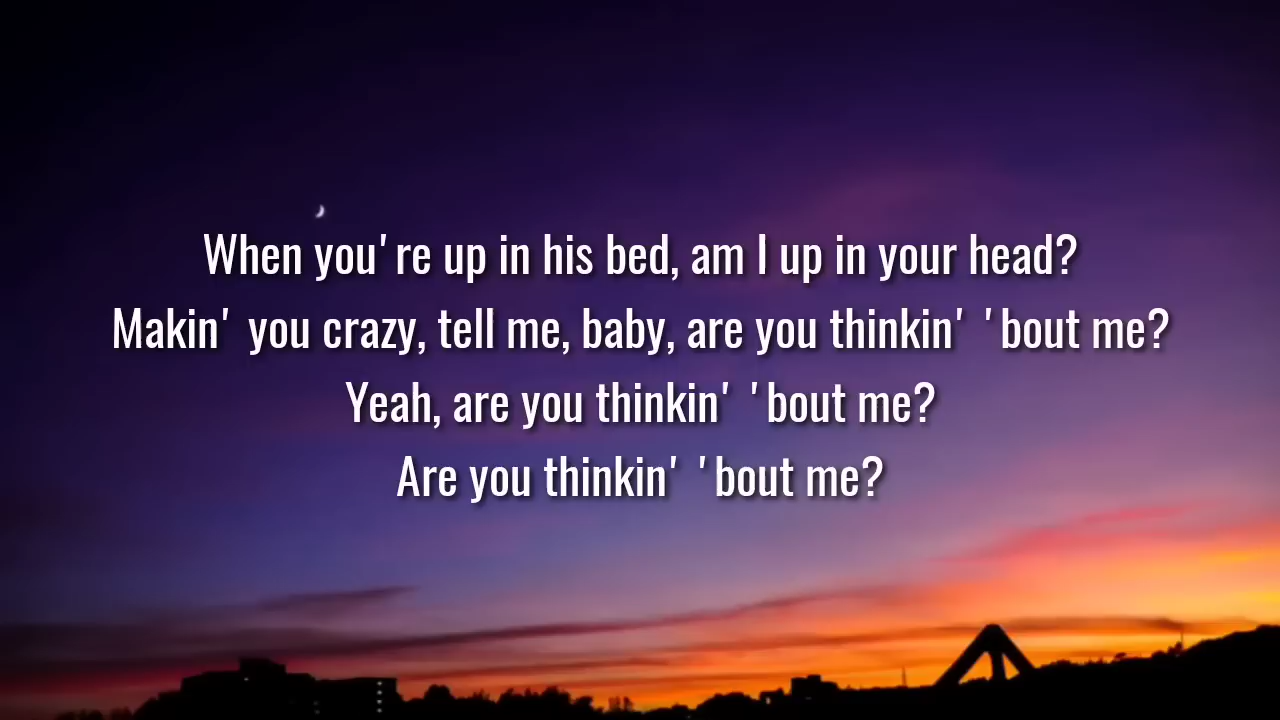 When you're up in his bed, am I up in your head?
Makin' you crazy, tell me, baby, are you thinkin' 'bout me?
Yeah, are you thinkin' 'bout me?
Are you thinkin' 'bout me?